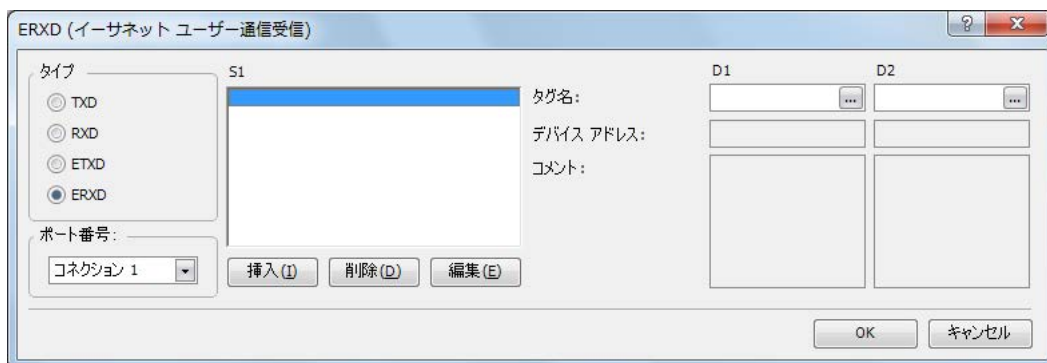 ERXD (イーサネット ユーザー通信受信)
タイプ
TXD
RXD
ETXD
ERXD
ポート番号:
コネクション 1
S1
挿入(I)
削除(D)
編集(E)
D1
D2
タグ名:
...
...
デバイス アドレス:
コメント:
OK
キャンセル